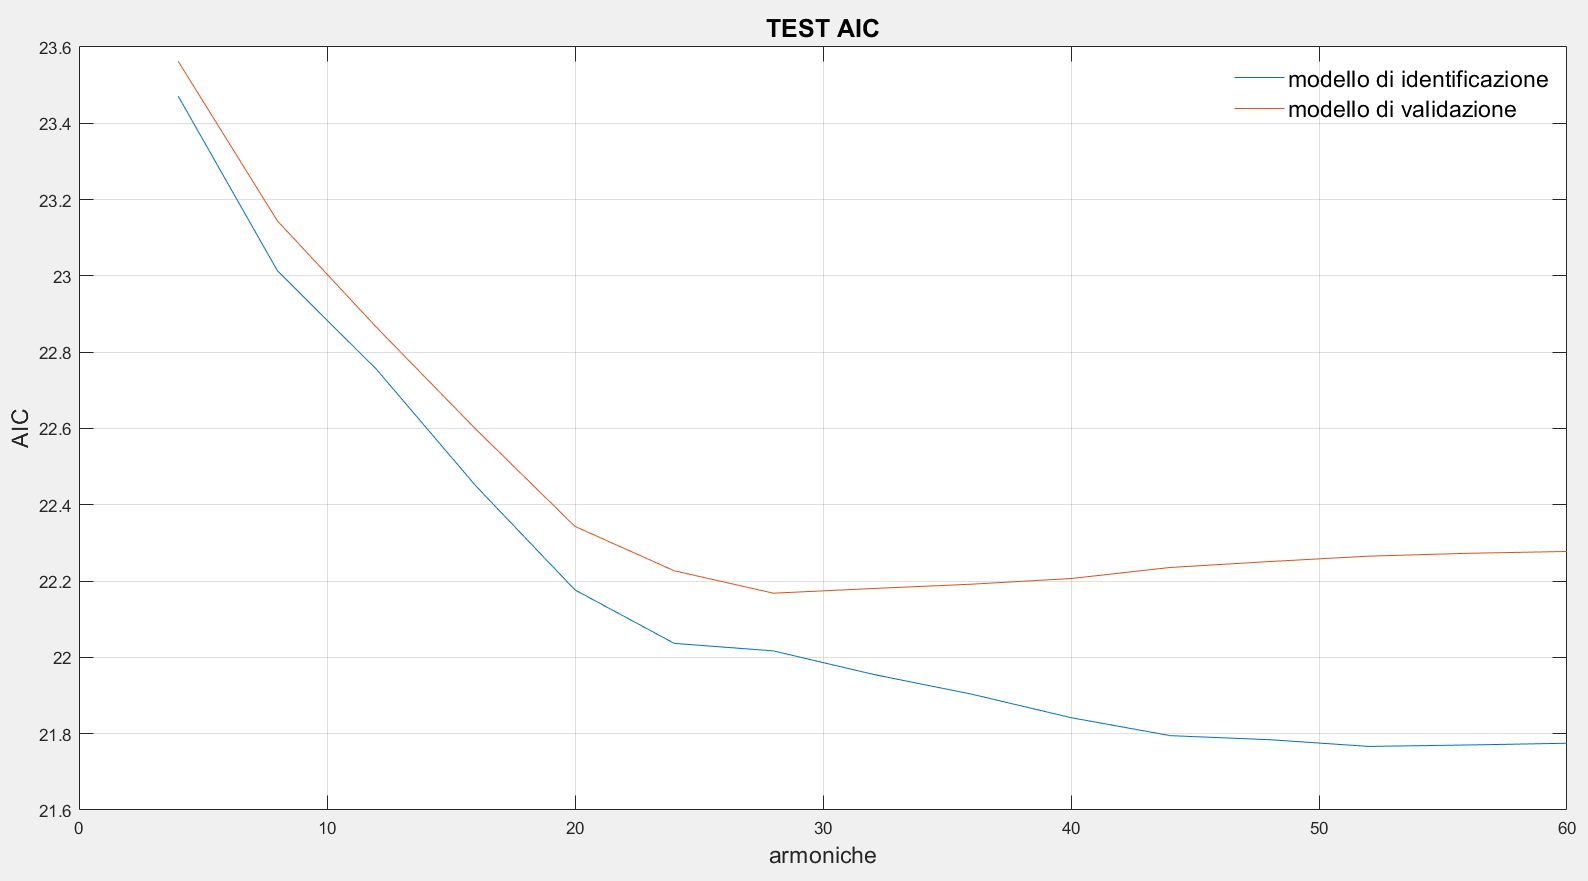 TEST AIC
modello di identificazione
modello di validazione
AIC
23.6
23.4
23.2
23
22.8
22.6
22.4
22.2
22
21.8
21.6
0 10 20 30 40 50 60
armoniche